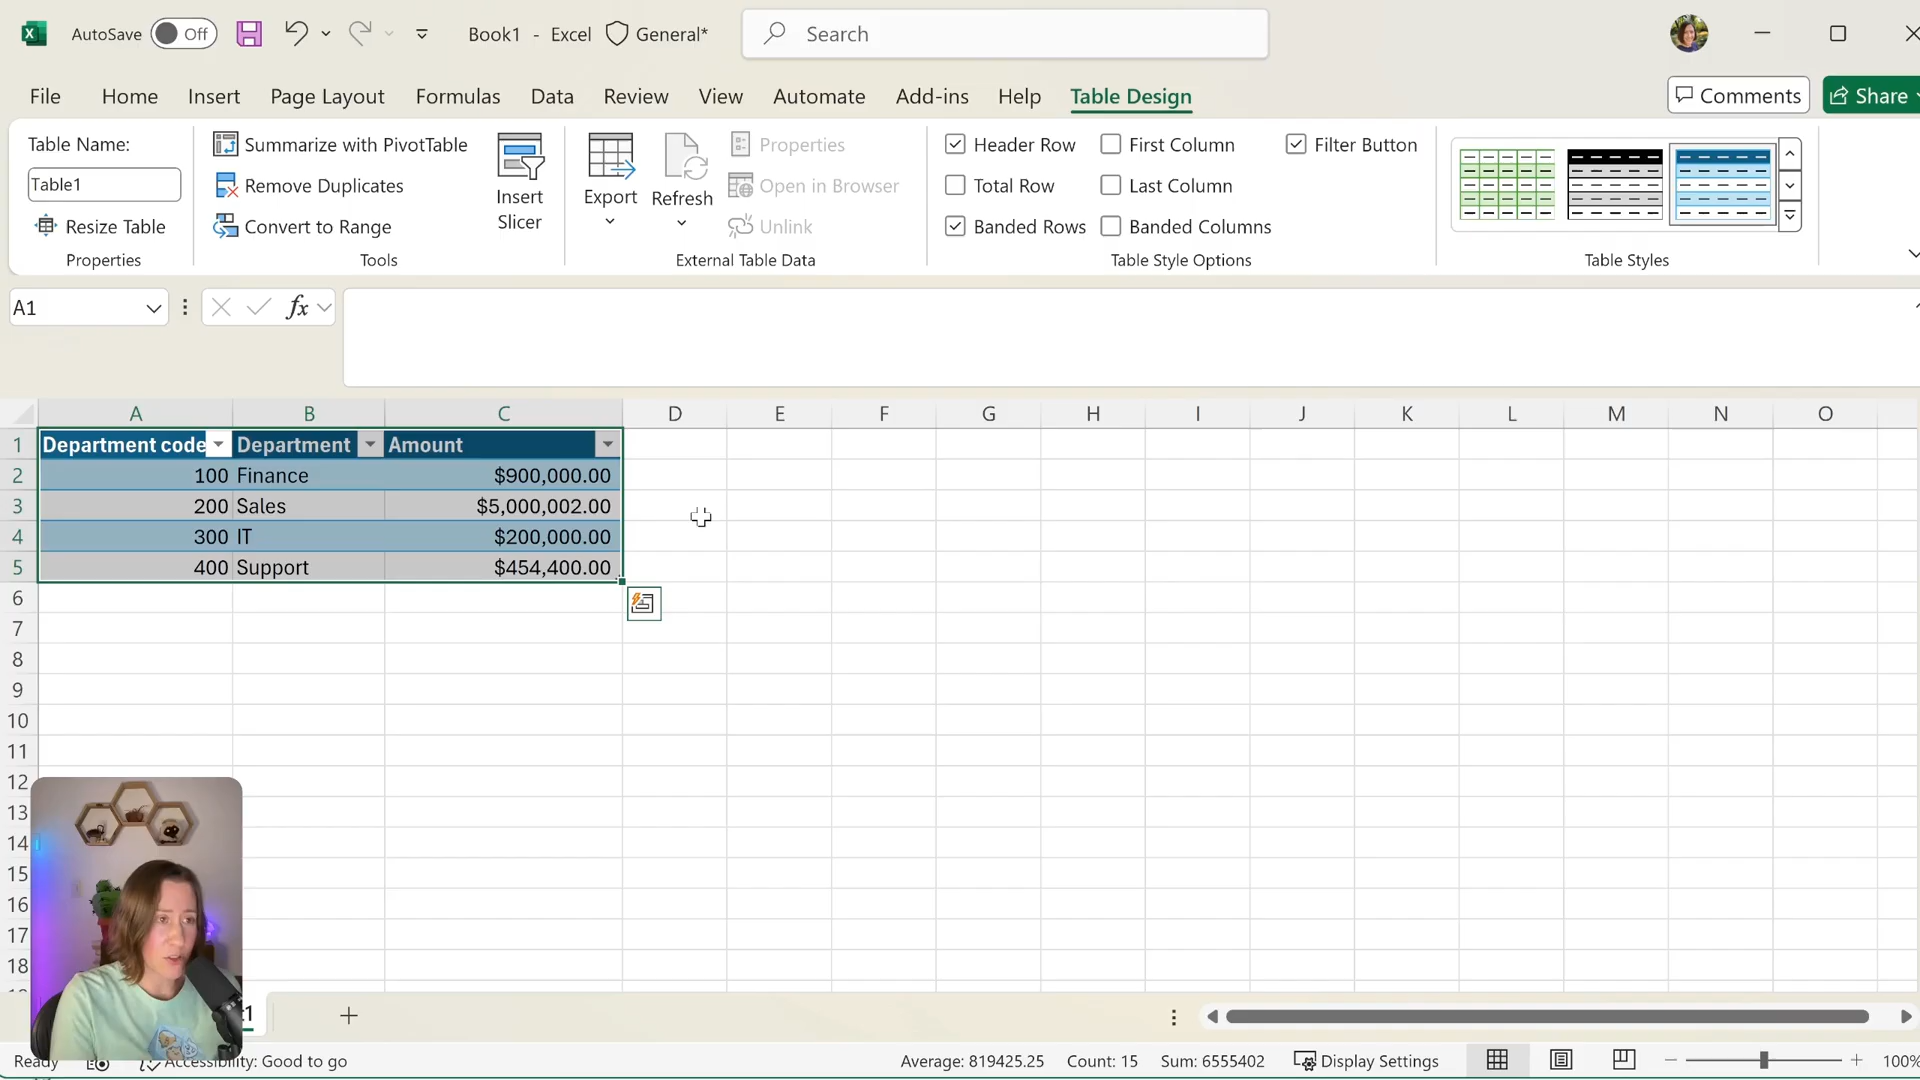 AutoSave Off Book1 - Excel General* Search
File Home Insert Page Layout Formulas Data Review View Automate Add-ins Help Table Design Comments Share
Table Name:
Table1
Resize Table
Properties
Summarize with PivotTable
Remove Duplicates
Convert to Range
Tools
Insert
Slicer
Export
Refresh
Properties
Open in Browser
Unlink
External Table Data
Header Row First Column Filter Button
Total Row Last Column
Banded Rows Banded Columns
Table Style Options
Table Styles
A1 fx
A B C D E F G H I J K L M N O
1 Department code Department Amount
2 100 Finance $900,000.00
3 200 Sales $5,000,002.00
4 300 IT $200,000.00
5 400 Support $454,400.00
6
7
8
9
10
11
12
13
14
15
16
17
18
Ready Accessibility: Good to go Average: 819425.25 Count: 15 Sum: 6555402 Display Settings 100%